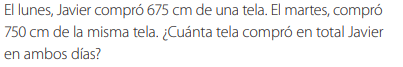 El lunes, Javier compró 675 cm de una tela. El martes, compró
750 cm de la misma tela. ¿Cuánta tela compró en total Javier
en ambos días?